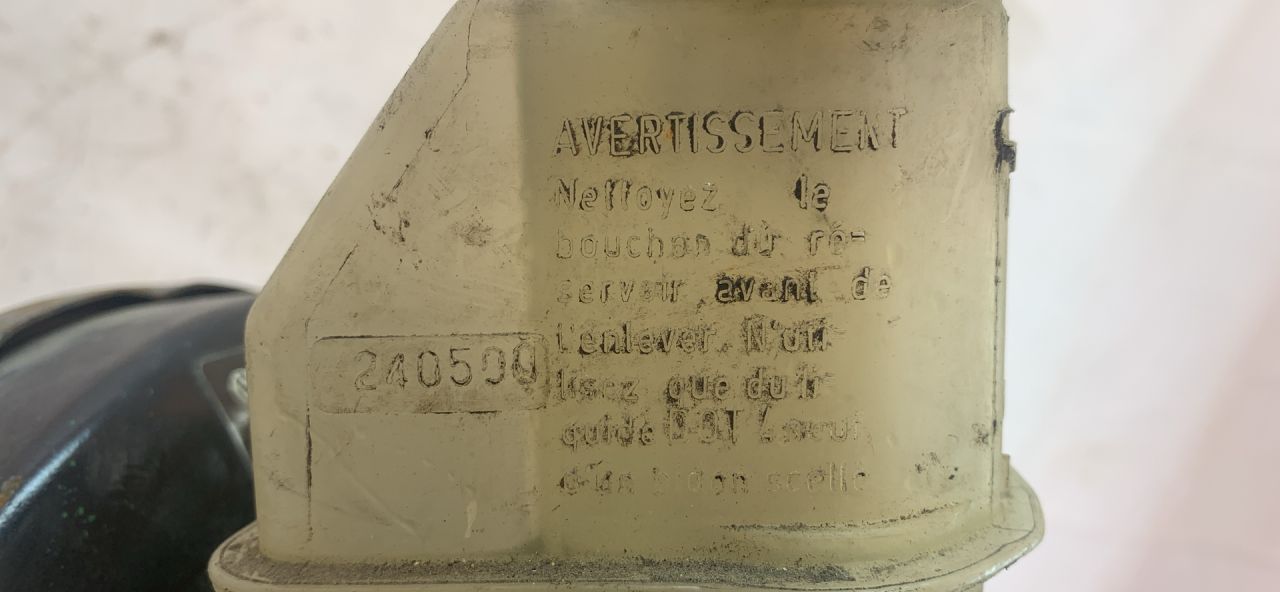 AVERTISSEMENT
Nettoyez le
bouchon du ré-
servoir avant de
l'enlever. N'uti
lisez que du li
quide DOT 4 neuf
d'un bidon scellé
240590